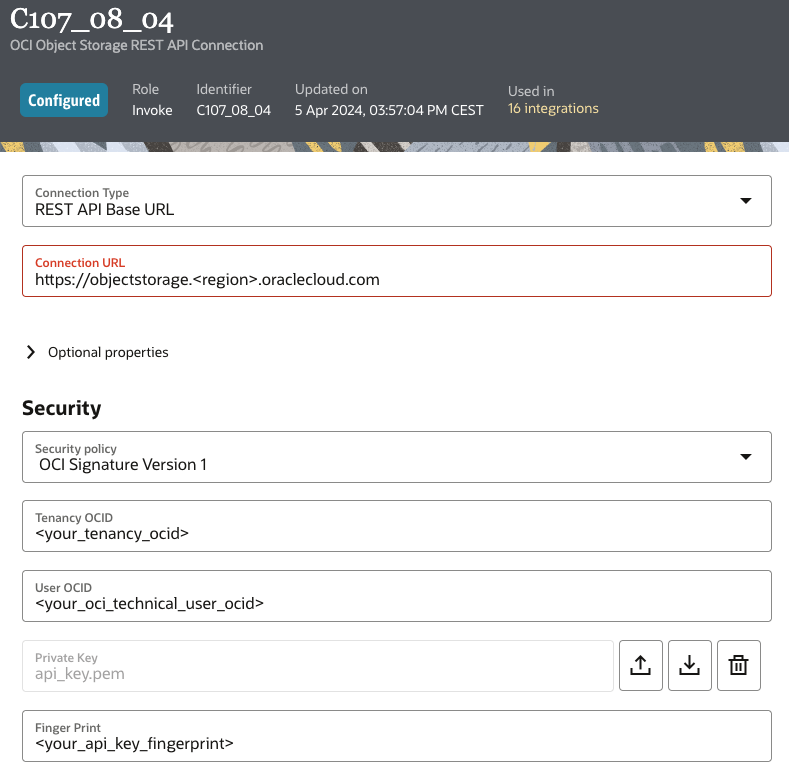 C107_08_04
OCI Object Storage REST API Connection
Configured
Role
Invoke
Identifier
C107_08_04
Updated on
5 Apr 2024, 03:57:04 PM CEST
Used in
16 integrations
Connection Type
REST API Base URL
Connection URL
https://objectstorage.<region>.oraclecloud.com
Optional properties
Security
Security policy
OCI Signature Version 1
Tenancy OCID
<your_tenancy_ocid>
User OCID
<your_oci_technical_user_ocid>
Private Key
api_key.pem
Finger Print
<your_api_key_fingerprint>